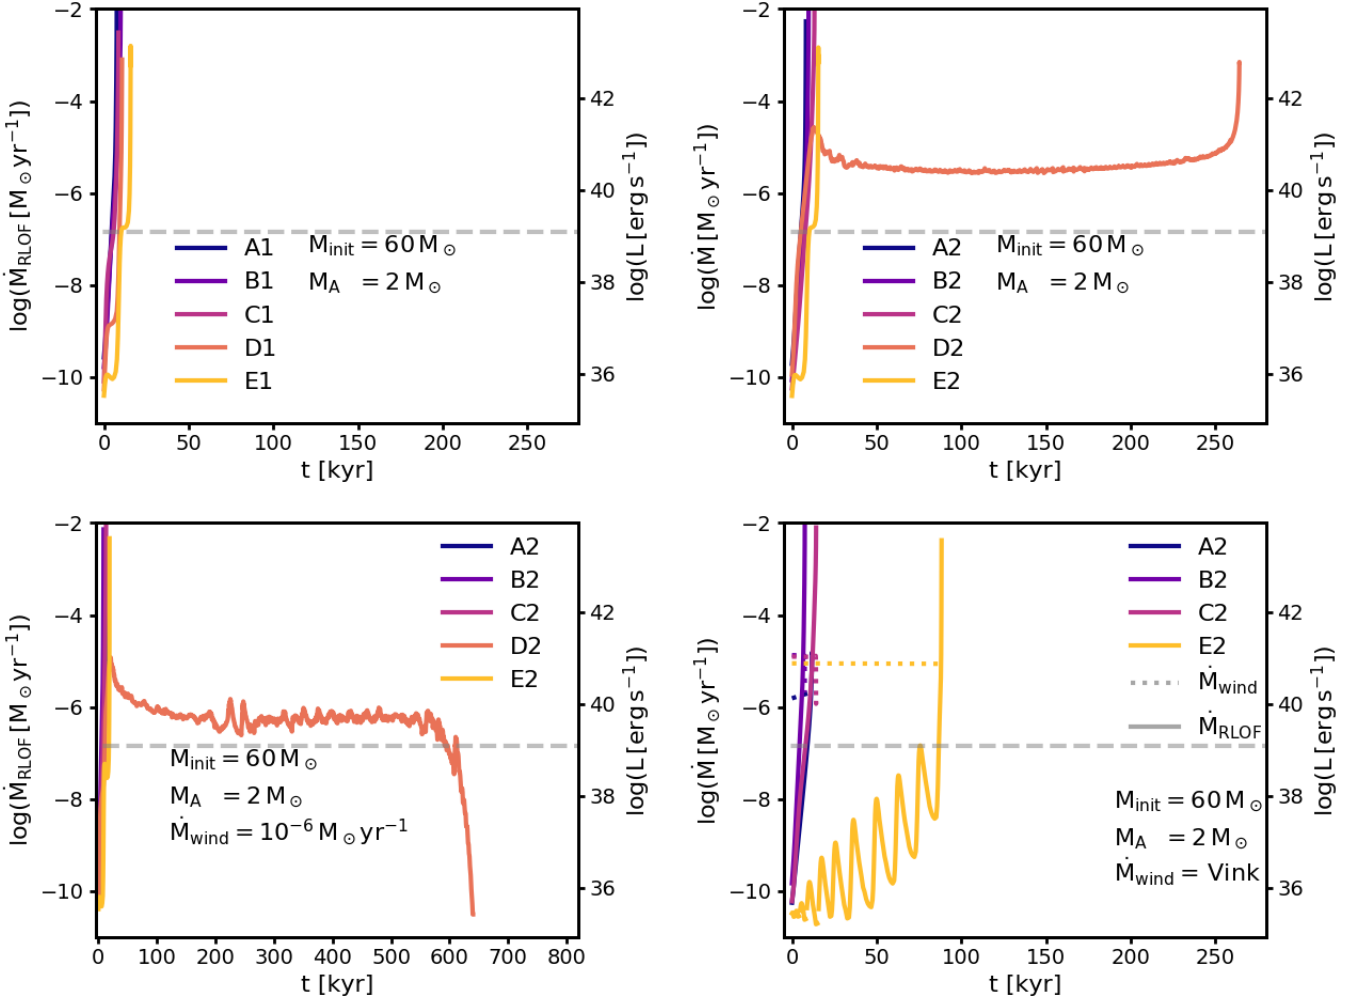 −2
−4
−6
−8
−10
log(Ṁ_RLOF [M_⊙ yr⁻¹])
42
40
38
36
log(L [erg s⁻¹])
A1
B1
C1
D1
E1
M_init = 60 M_⊙
M_A = 2 M_⊙
0 50 100 150 200 250
t [kyr]
−2
−4
−6
−8
−10
log(Ṁ [M_⊙ yr⁻¹])
42
40
38
36
log(L [erg s⁻¹])
A2
B2
C2
D2
E2
M_init = 60 M_⊙
M_A = 2 M_⊙
0 50 100 150 200 250
t [kyr]
−2
−4
−6
−8
−10
log(Ṁ_RLOF [M_⊙ yr⁻¹])
42
40
38
36
log(L [erg s⁻¹])
A2
B2
C2
D2
E2
M_init = 60 M_⊙
M_A = 2 M_⊙
Ṁ_wind = 10⁻⁶ M_⊙ yr⁻¹
0 100 200 300 400 500 600 700 800
t [kyr]
−2
−4
−6
−8
−10
log(Ṁ [M_⊙ yr⁻¹])
42
40
38
36
log(L [erg s⁻¹])
A2
B2
C2
E2
Ṁ_wind
Ṁ_RLOF
M_init = 60 M_⊙
M_A = 2 M_⊙
Ṁ_wind = Vink
0 50 100 150 200 250
t [kyr]